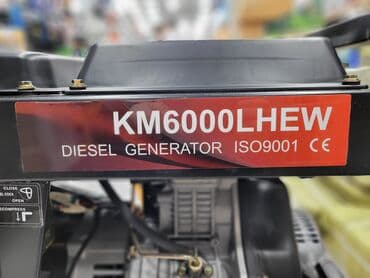 KM6000LHEW
DIESEL GENERATOR ISO9001 CE
CLOSE
OPEN